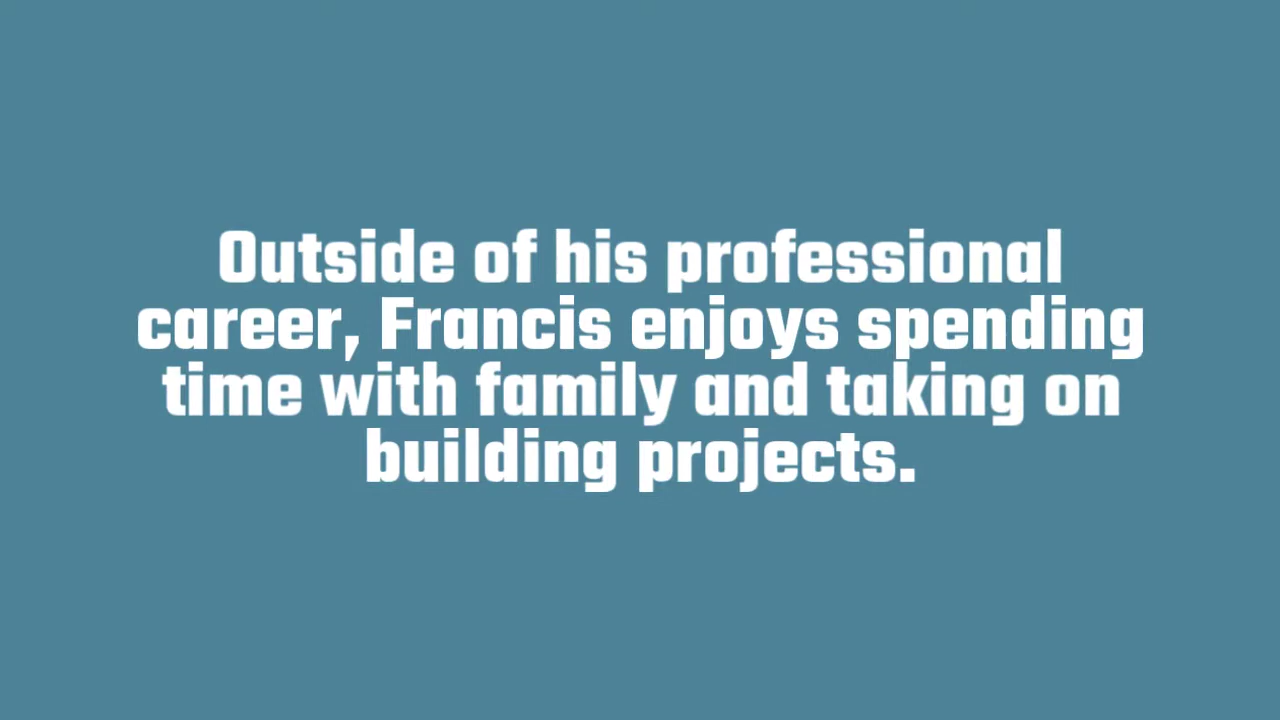 Outside of his professional
career, Francis enjoys spending
time with family and taking on
building projects.